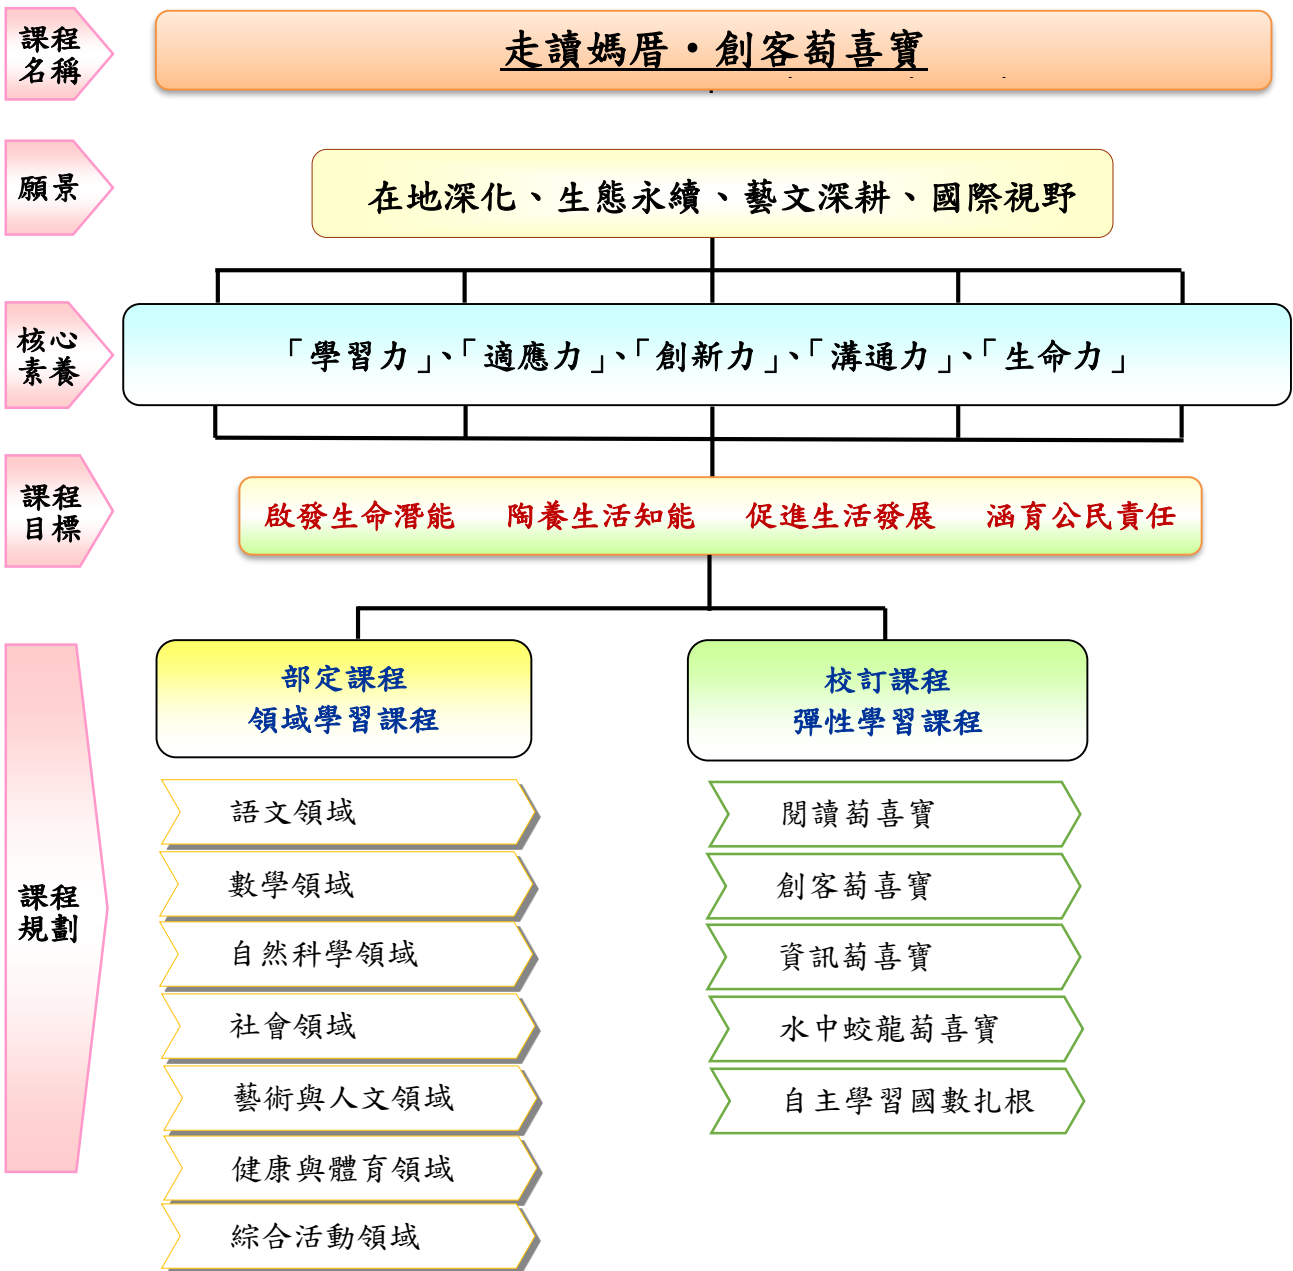 課程
名稱
走讀媽厝・創客萄喜寶
願景
在地深化、生態永續、藝文深耕、國際視野
核心
素養
「學習力」、「適應力」、「創新力」、「溝通力」、「生命力」
課程
目標
啟發生命潛能 陶養生活知能 促進生活發展 涵育公民責任
課程
規劃
部定課程
領域學習課程
語文領域
數學領域
自然科學領域
社會領域
藝術與人文領域
健康與體育領域
綜合活動領域
校訂課程
彈性學習課程
閱讀萄喜寶
創客萄喜寶
資訊萄喜寶
水中蛟龍萄喜寶
自主學習國數扎根